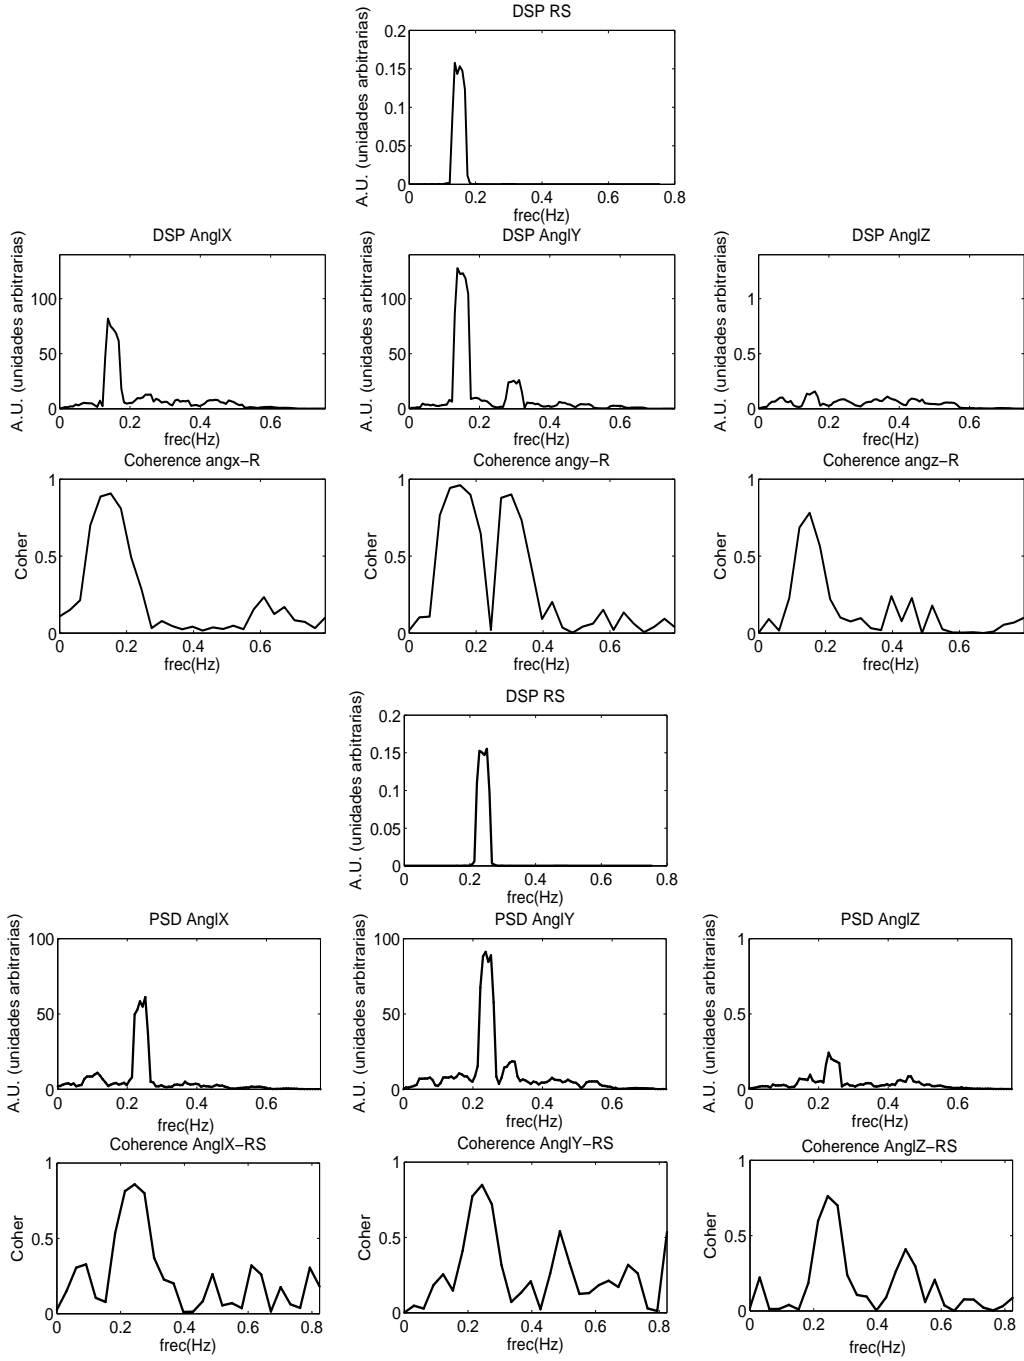 DSP RS
A.U. (unidades arbitrarias)
0.2
0.15
0.1
0.05
0
0 0.2 0.4 0.6 0.8
frec(Hz)
DSP AnglX
A.U. (unidades arbitrarias)
100
50
0
0 0.2 0.4 0.6
frec(Hz)
DSP AnglY
A.U. (unidades arbitrarias)
100
50
0
0 0.2 0.4 0.6
frec(Hz)
DSP AnglZ
A.U. (unidades arbitrarias)
1
0.5
0
0 0.2 0.4 0.6
frec(Hz)
Coherence angx−R
Coher
1
0.5
0
0 0.2 0.4 0.6
frec(Hz)
Coherence angy−R
Coher
1
0.5
0
0 0.2 0.4 0.6
frec(Hz)
Coherence angz−R
Coher
1
0.5
0
0 0.2 0.4 0.6
frec(Hz)
DSP RS
A.U. (unidades arbitrarias)
0.2
0.15
0.1
0.05
0
0 0.2 0.4 0.6 0.8
frec(Hz)
PSD AnglX
A.U. (unidades arbitrarias)
100
50
0
0 0.2 0.4 0.6
frec(Hz)
PSD AnglY
A.U. (unidades arbitrarias)
100
50
0
0 0.2 0.4 0.6
frec(Hz)
PSD AnglZ
A.U. (unidades arbitrarias)
1
0.5
0
0 0.2 0.4 0.6
frec(Hz)
Coherence AnglX−RS
Coher
1
0.5
0
0 0.2 0.4 0.6 0.8
frec(Hz)
Coherence AnglY−RS
Coher
1
0.5
0
0 0.2 0.4 0.6 0.8
frec(Hz)
Coherence AnglZ−RS
Coher
1
0.5
0
0 0.2 0.4 0.6 0.8
frec(Hz)